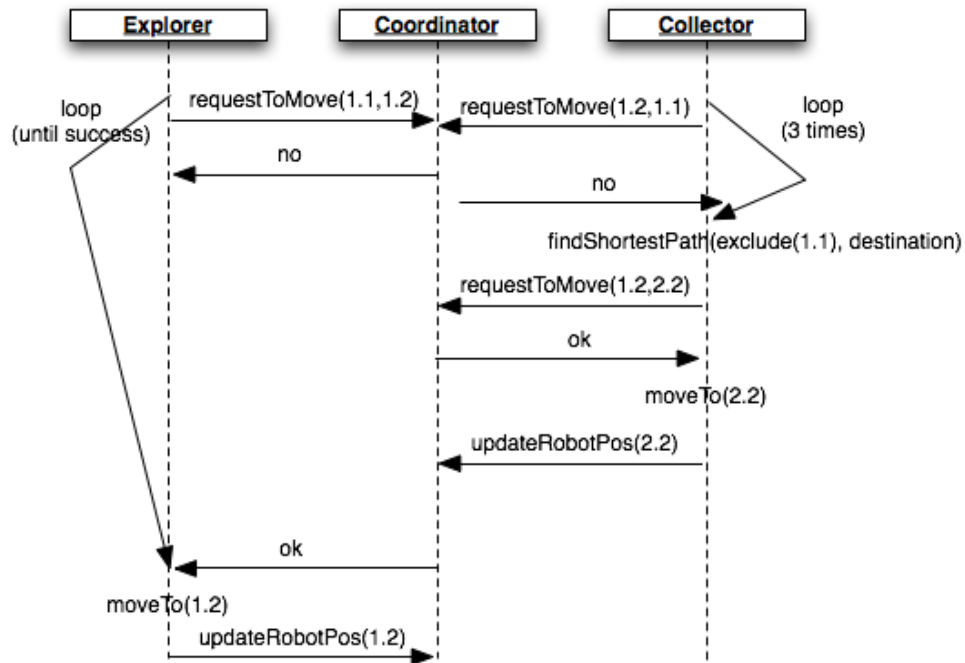 Explorer
Coordinator
Collector
requestToMove(1.1,1.2)
requestToMove(1.2,1.1)
loop
(until success)
loop
(3 times)
no
no
findShortestPath(exclude(1.1), destination)
requestToMove(1.2,2.2)
ok
moveTo(2.2)
updateRobotPos(2.2)
ok
moveTo(1.2)
updateRobotPos(1.2)